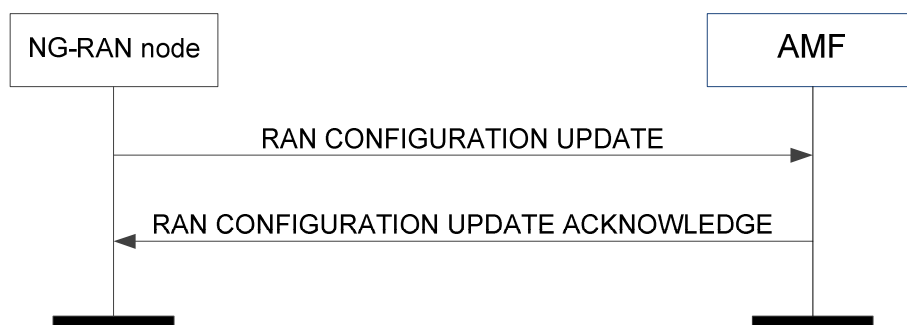 NG-RAN node
AMF
RAN CONFIGURATION UPDATE
RAN CONFIGURATION UPDATE ACKNOWLEDGE